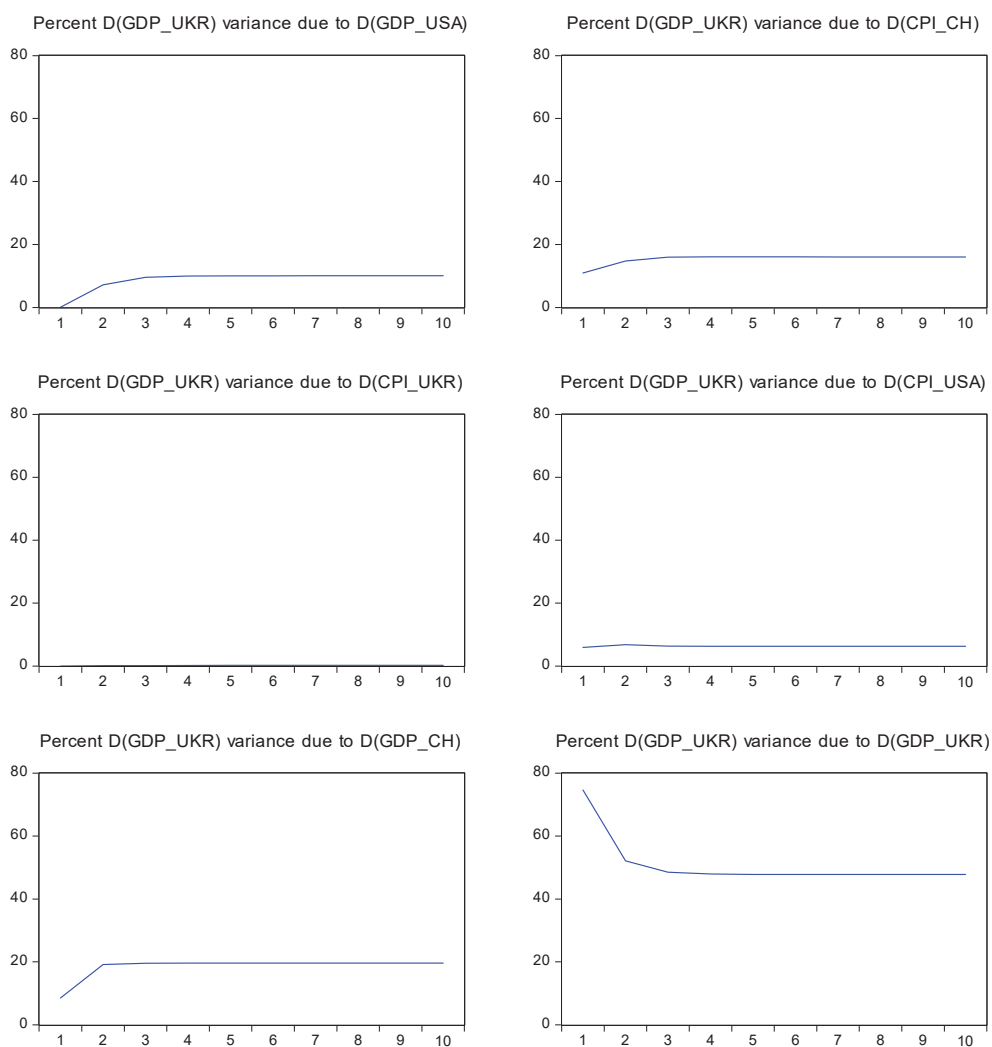 Percent D(GDP_UKR) variance due to D(GDP_USA)
80
60
40
20
0
1 2 3 4 5 6 7 8 9 10
Percent D(GDP_UKR) variance due to D(CPI_CH)
80
60
40
20
0
1 2 3 4 5 6 7 8 9 10
Percent D(GDP_UKR) variance due to D(CPI_UKR)
80
60
40
20
0
1 2 3 4 5 6 7 8 9 10
Percent D(GDP_UKR) variance due to D(CPI_USA)
80
60
40
20
0
1 2 3 4 5 6 7 8 9 10
Percent D(GDP_UKR) variance due to D(GDP_CH)
80
60
40
20
0
1 2 3 4 5 6 7 8 9 10
Percent D(GDP_UKR) variance due to D(GDP_UKR)
80
60
40
20
0
1 2 3 4 5 6 7 8 9 10